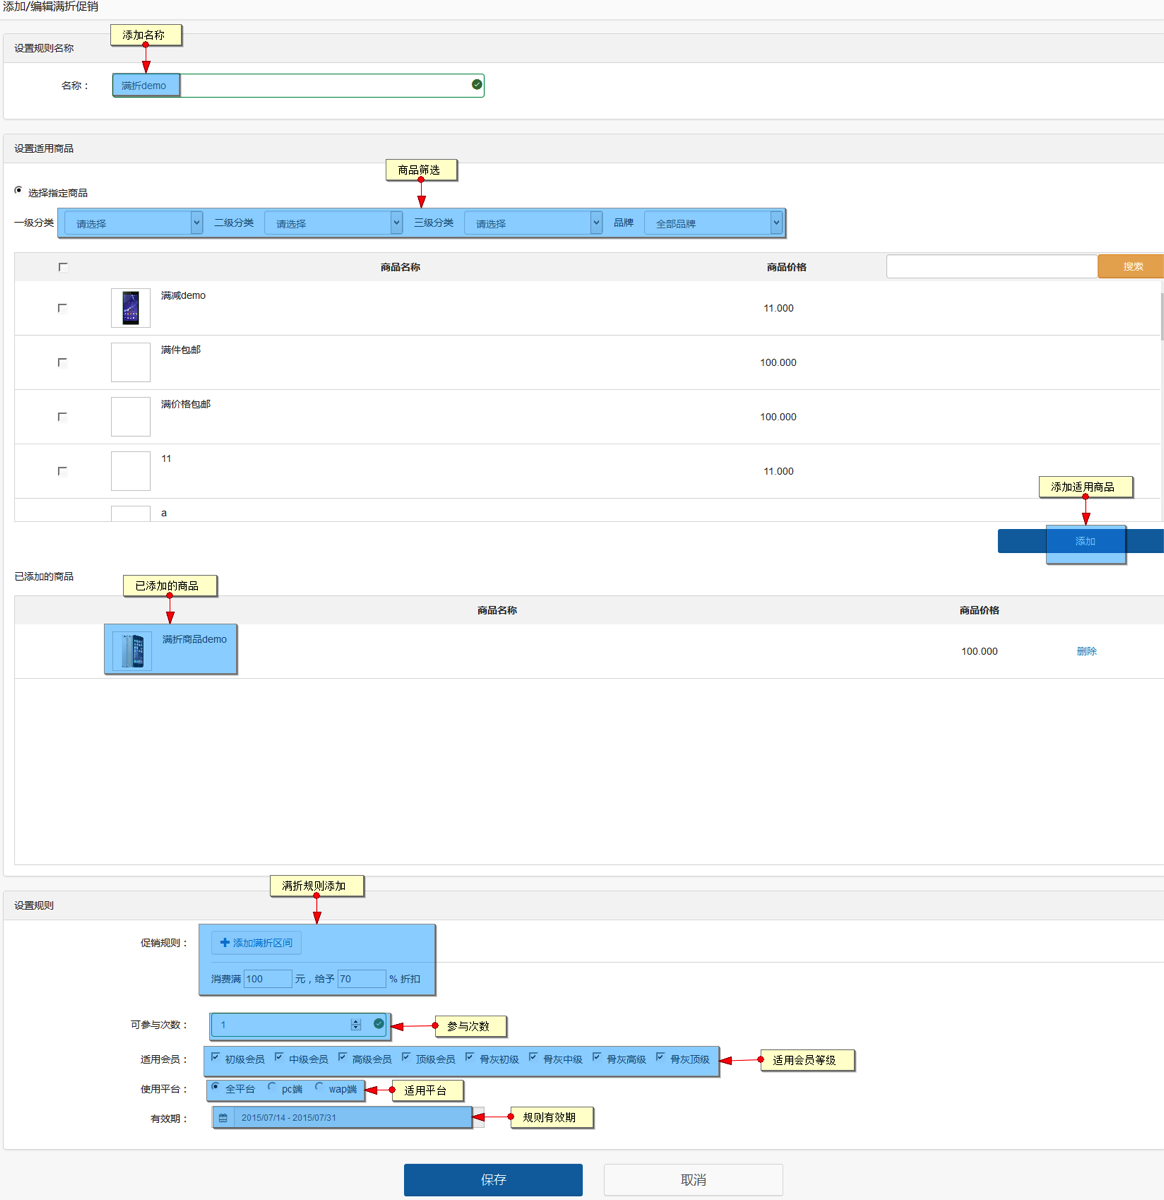 添加/编辑满折促销
添加名称
设置规则名称
名称： 满折demo
设置适用商品
商品筛选
选择指定商品
一级分类 请选择 二级分类 请选择 三级分类 请选择 品牌 全部品牌
商品名称 商品价格 搜索
满减demo 11.000
满件包邮 100.000
满价格包邮 100.000
11 11.000
添加适用商品
a
添加
已添加的商品
已添加的商品
商品名称 商品价格
满折商品demo 100.000 删除
满折规则添加
设置规则
促销规则： 添加满折区间
消费满 100 元，给予 70 % 折扣
可参与次数： 1 参与次数
适用会员： 初级会员 中级会员 高级会员 顶级会员 骨灰初级 骨灰中级 骨灰高级 骨灰顶级 适用会员等级
使用平台： 全平台 pc端 wap端 适用平台
有效期： 2015/07/14 - 2015/07/31 规则有效期
保存 取消